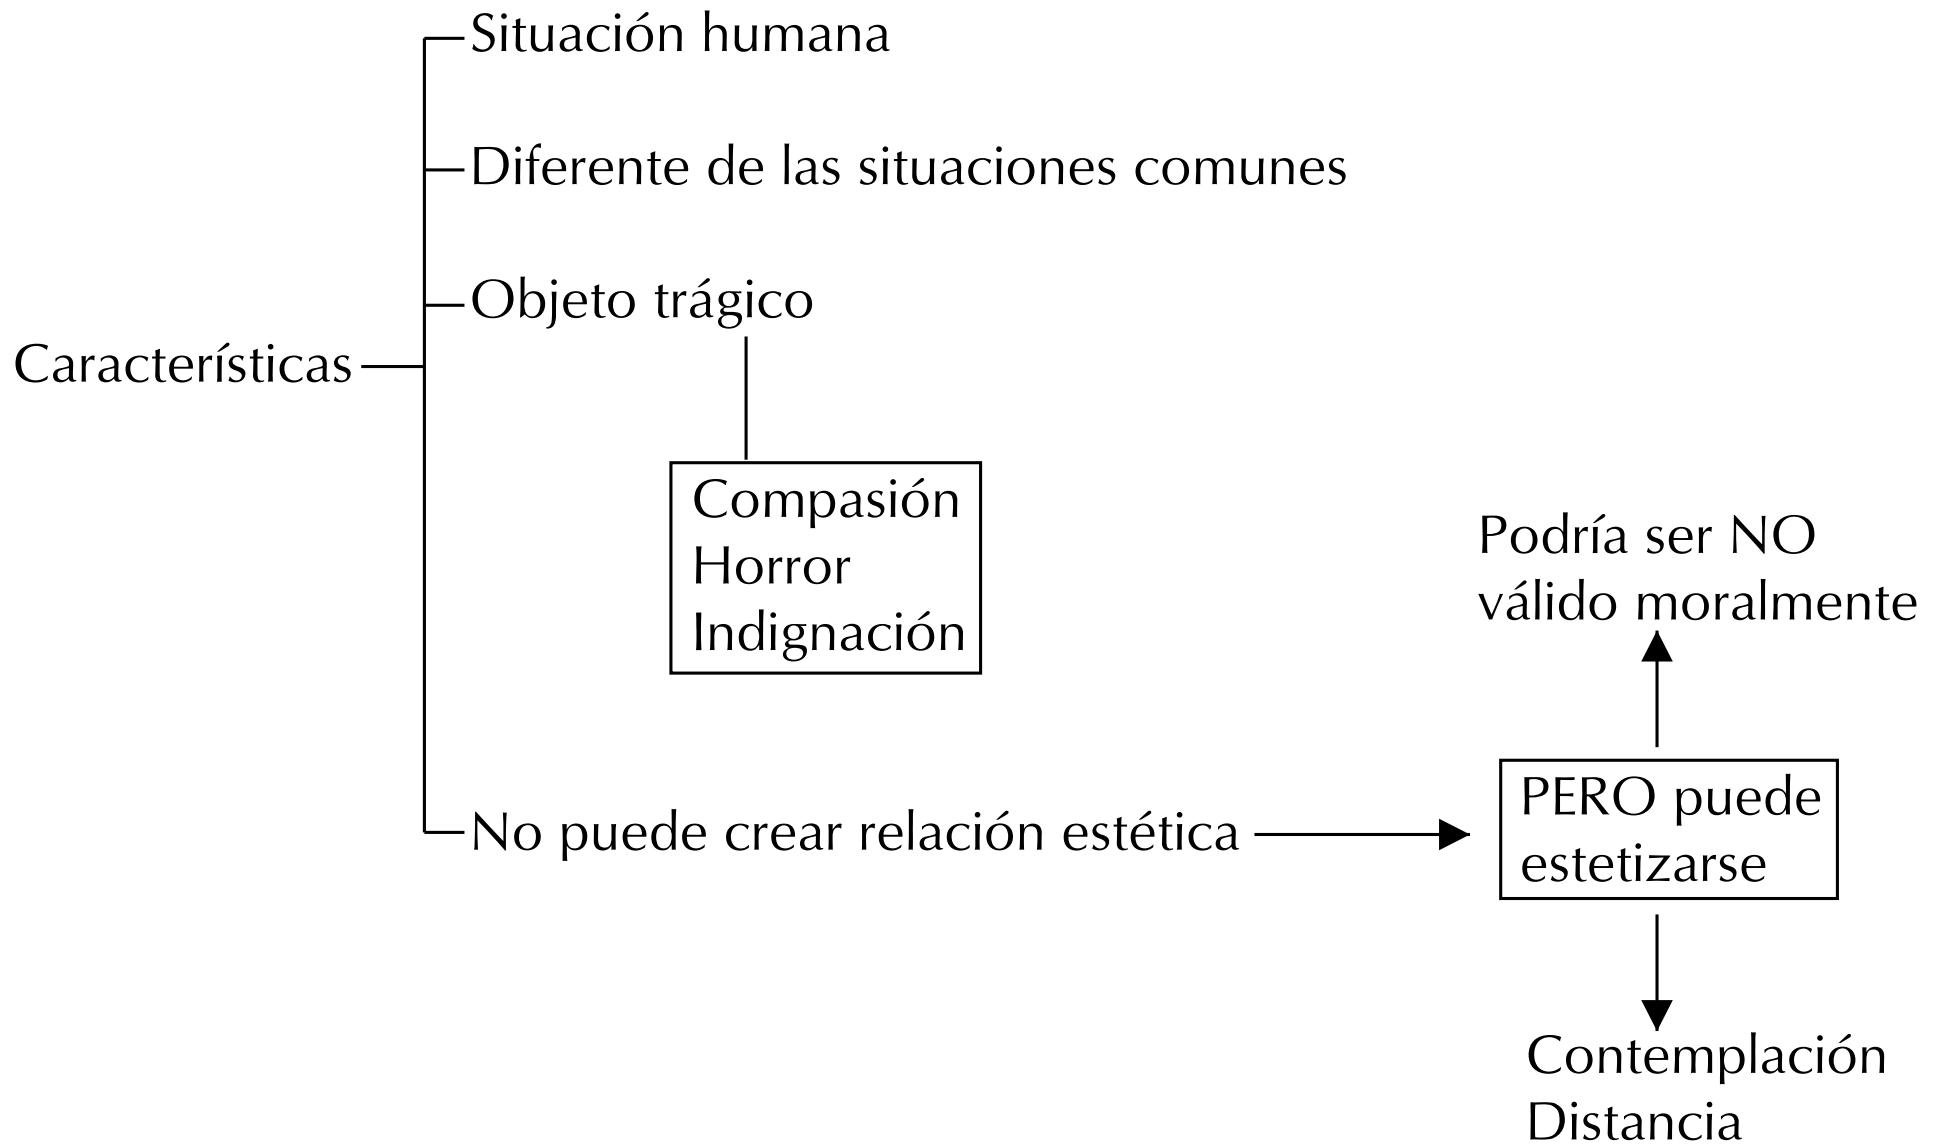 Situación humana
Diferente de las situaciones comunes
Objeto trágico
Características
Compasión
Horror
Indignación
Podría ser NO
válido moralmente
PERO puede
estetizarse
No puede crear relación estética
Contemplación
Distancia